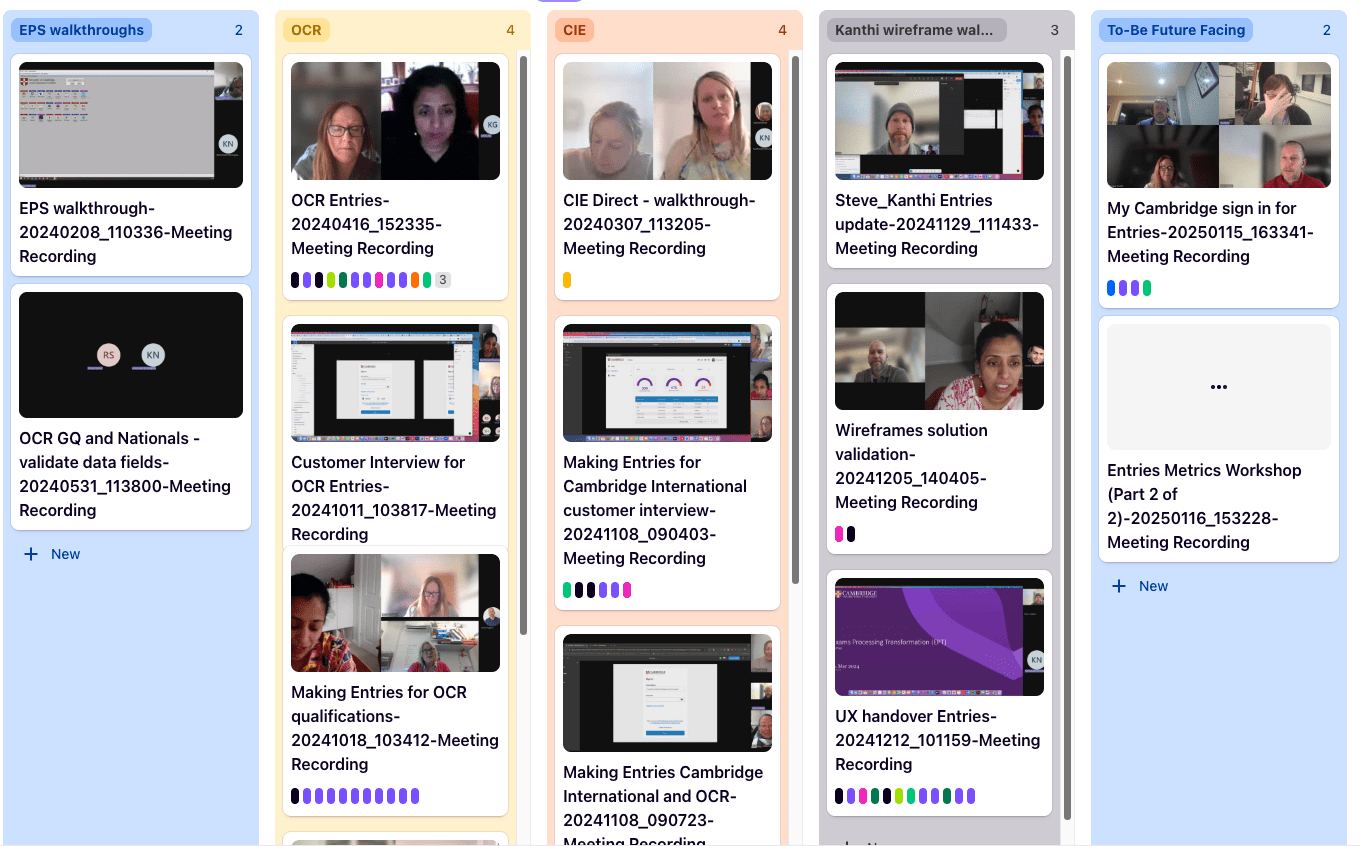 EPS walkthroughs
2
KN
EPS walkthrough-
20240208_110336-Meeting
Recording
RS
KN
OCR GQ and Nationals -
validate data fields-
20240531_113800-Meeting
Recording
New
OCR
4
KG
OCR Entries-
20240416_152335-
Meeting Recording
3
Customer Interview for
OCR Entries-
20241011_103817-Meeting
Recording
Making Entries for OCR
qualifications-
20241018_103412-Meeting
Recording
CIE
4
KN
CIE Direct - walkthrough-
20240307_113205-
Meeting Recording
Making Entries for
Cambridge International
customer interview-
20241108_090403-
Meeting Recording
Making Entries Cambridge
International and OCR-
20241108_090723-
Meeting Recording
Kanthi wireframe wal...
3
Steve_Kanthi Entries
update-20241129_111433-
Meeting Recording
Wireframes solution
validation-
20241205_140405-
Meeting Recording
CAMBRIDGE
xams Processing Transformation (EPT)
Mar 2024
KN
UX handover Entries-
20241212_101159-Meeting
Recording
To-Be Future Facing
2
My Cambridge sign in for
Entries-20250115_163341-
Meeting Recording
...
Entries Metrics Workshop
(Part 2 of
2)-20250116_153228-
Meeting Recording
New